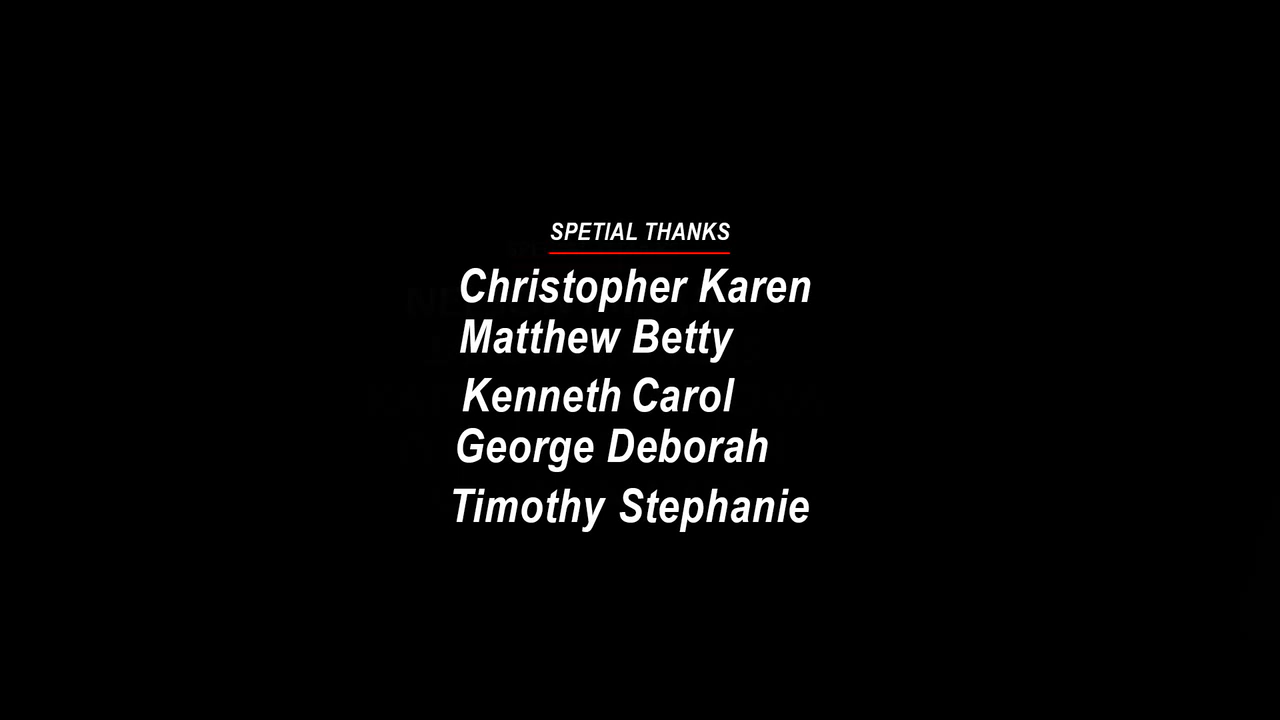 SPETIAL THANKS
Christopher Karen
Matthew Betty
Kenneth Carol
George Deborah
Timothy Stephanie